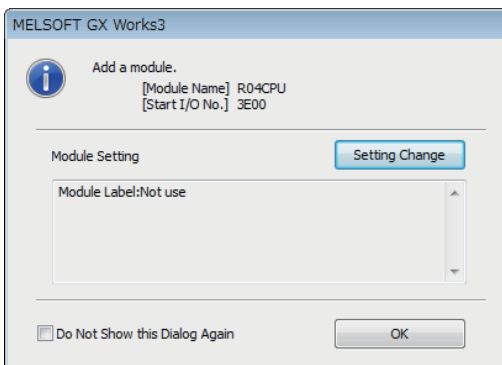 MELSOFT GX Works3
Add a module.
[Module Name] R04CPU
[Start I/O No.] 3E00
Module Setting
Setting Change
Module Label:Not use
Do Not Show this Dialog Again
OK